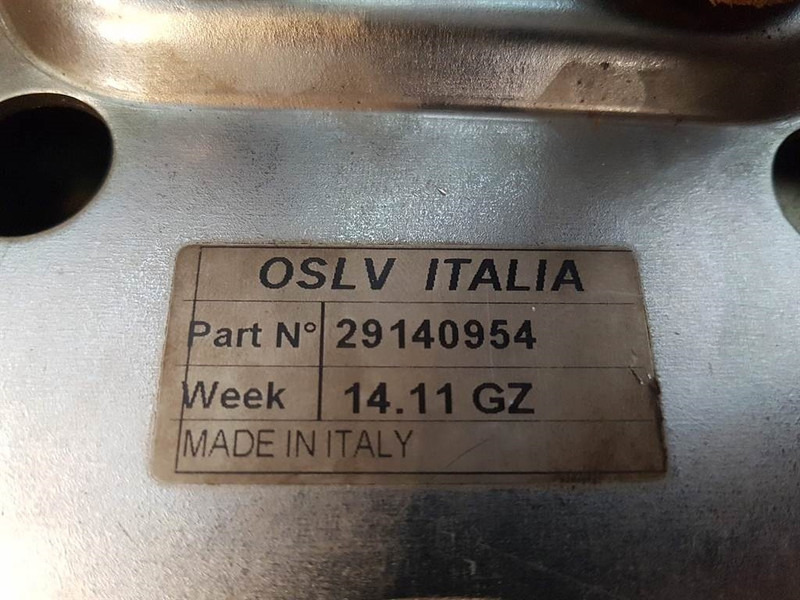 OSLV ITALIA
Part N° 29140954
Week 14.11 GZ
MADE IN ITALY